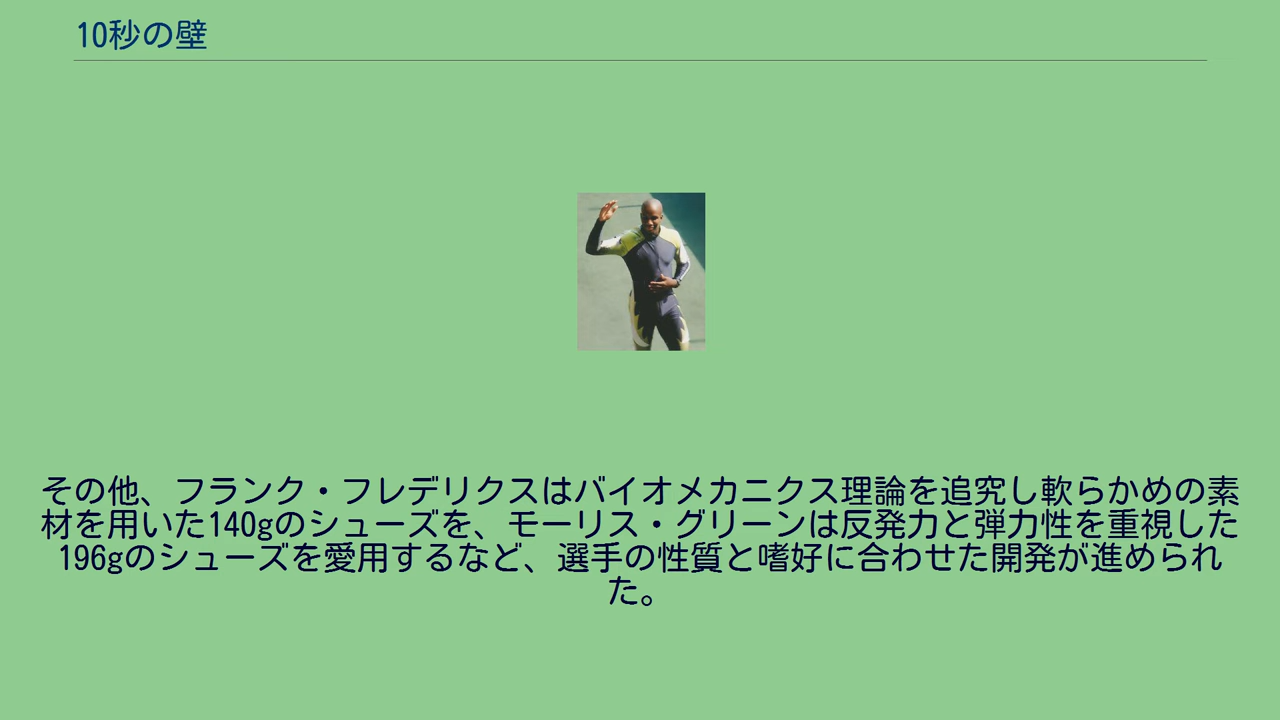 10秒の壁
その他、フランク・フレデリクスはバイオメカニクス理論を追究し軟らかめの素
材を用いた140gのシューズを、モーリス・グリーンは反発力と弾力性を重視した
196gのシューズを愛用するなど、選手の性質と嗜好に合わせた開発が進められ
た。